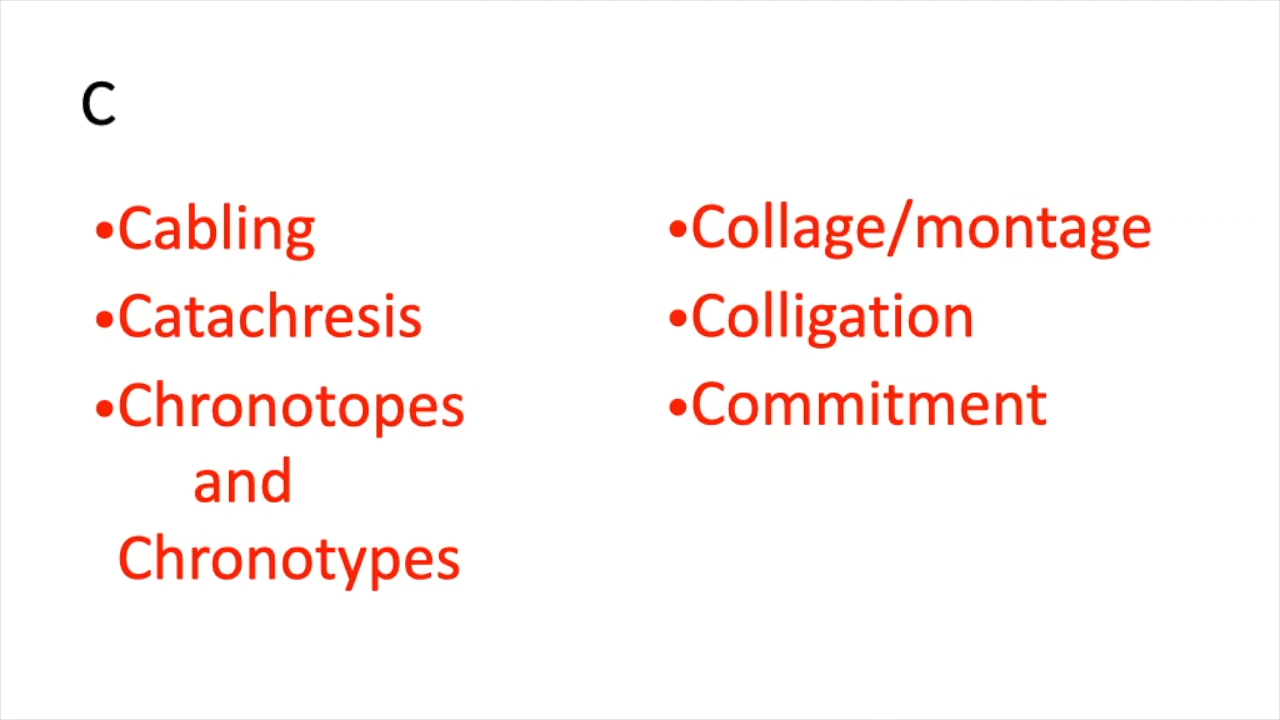 C
•Cabling
•Catachresis
•Chronotopes
and
Chronotypes
•Collage/montage
•Colligation
•Commitment